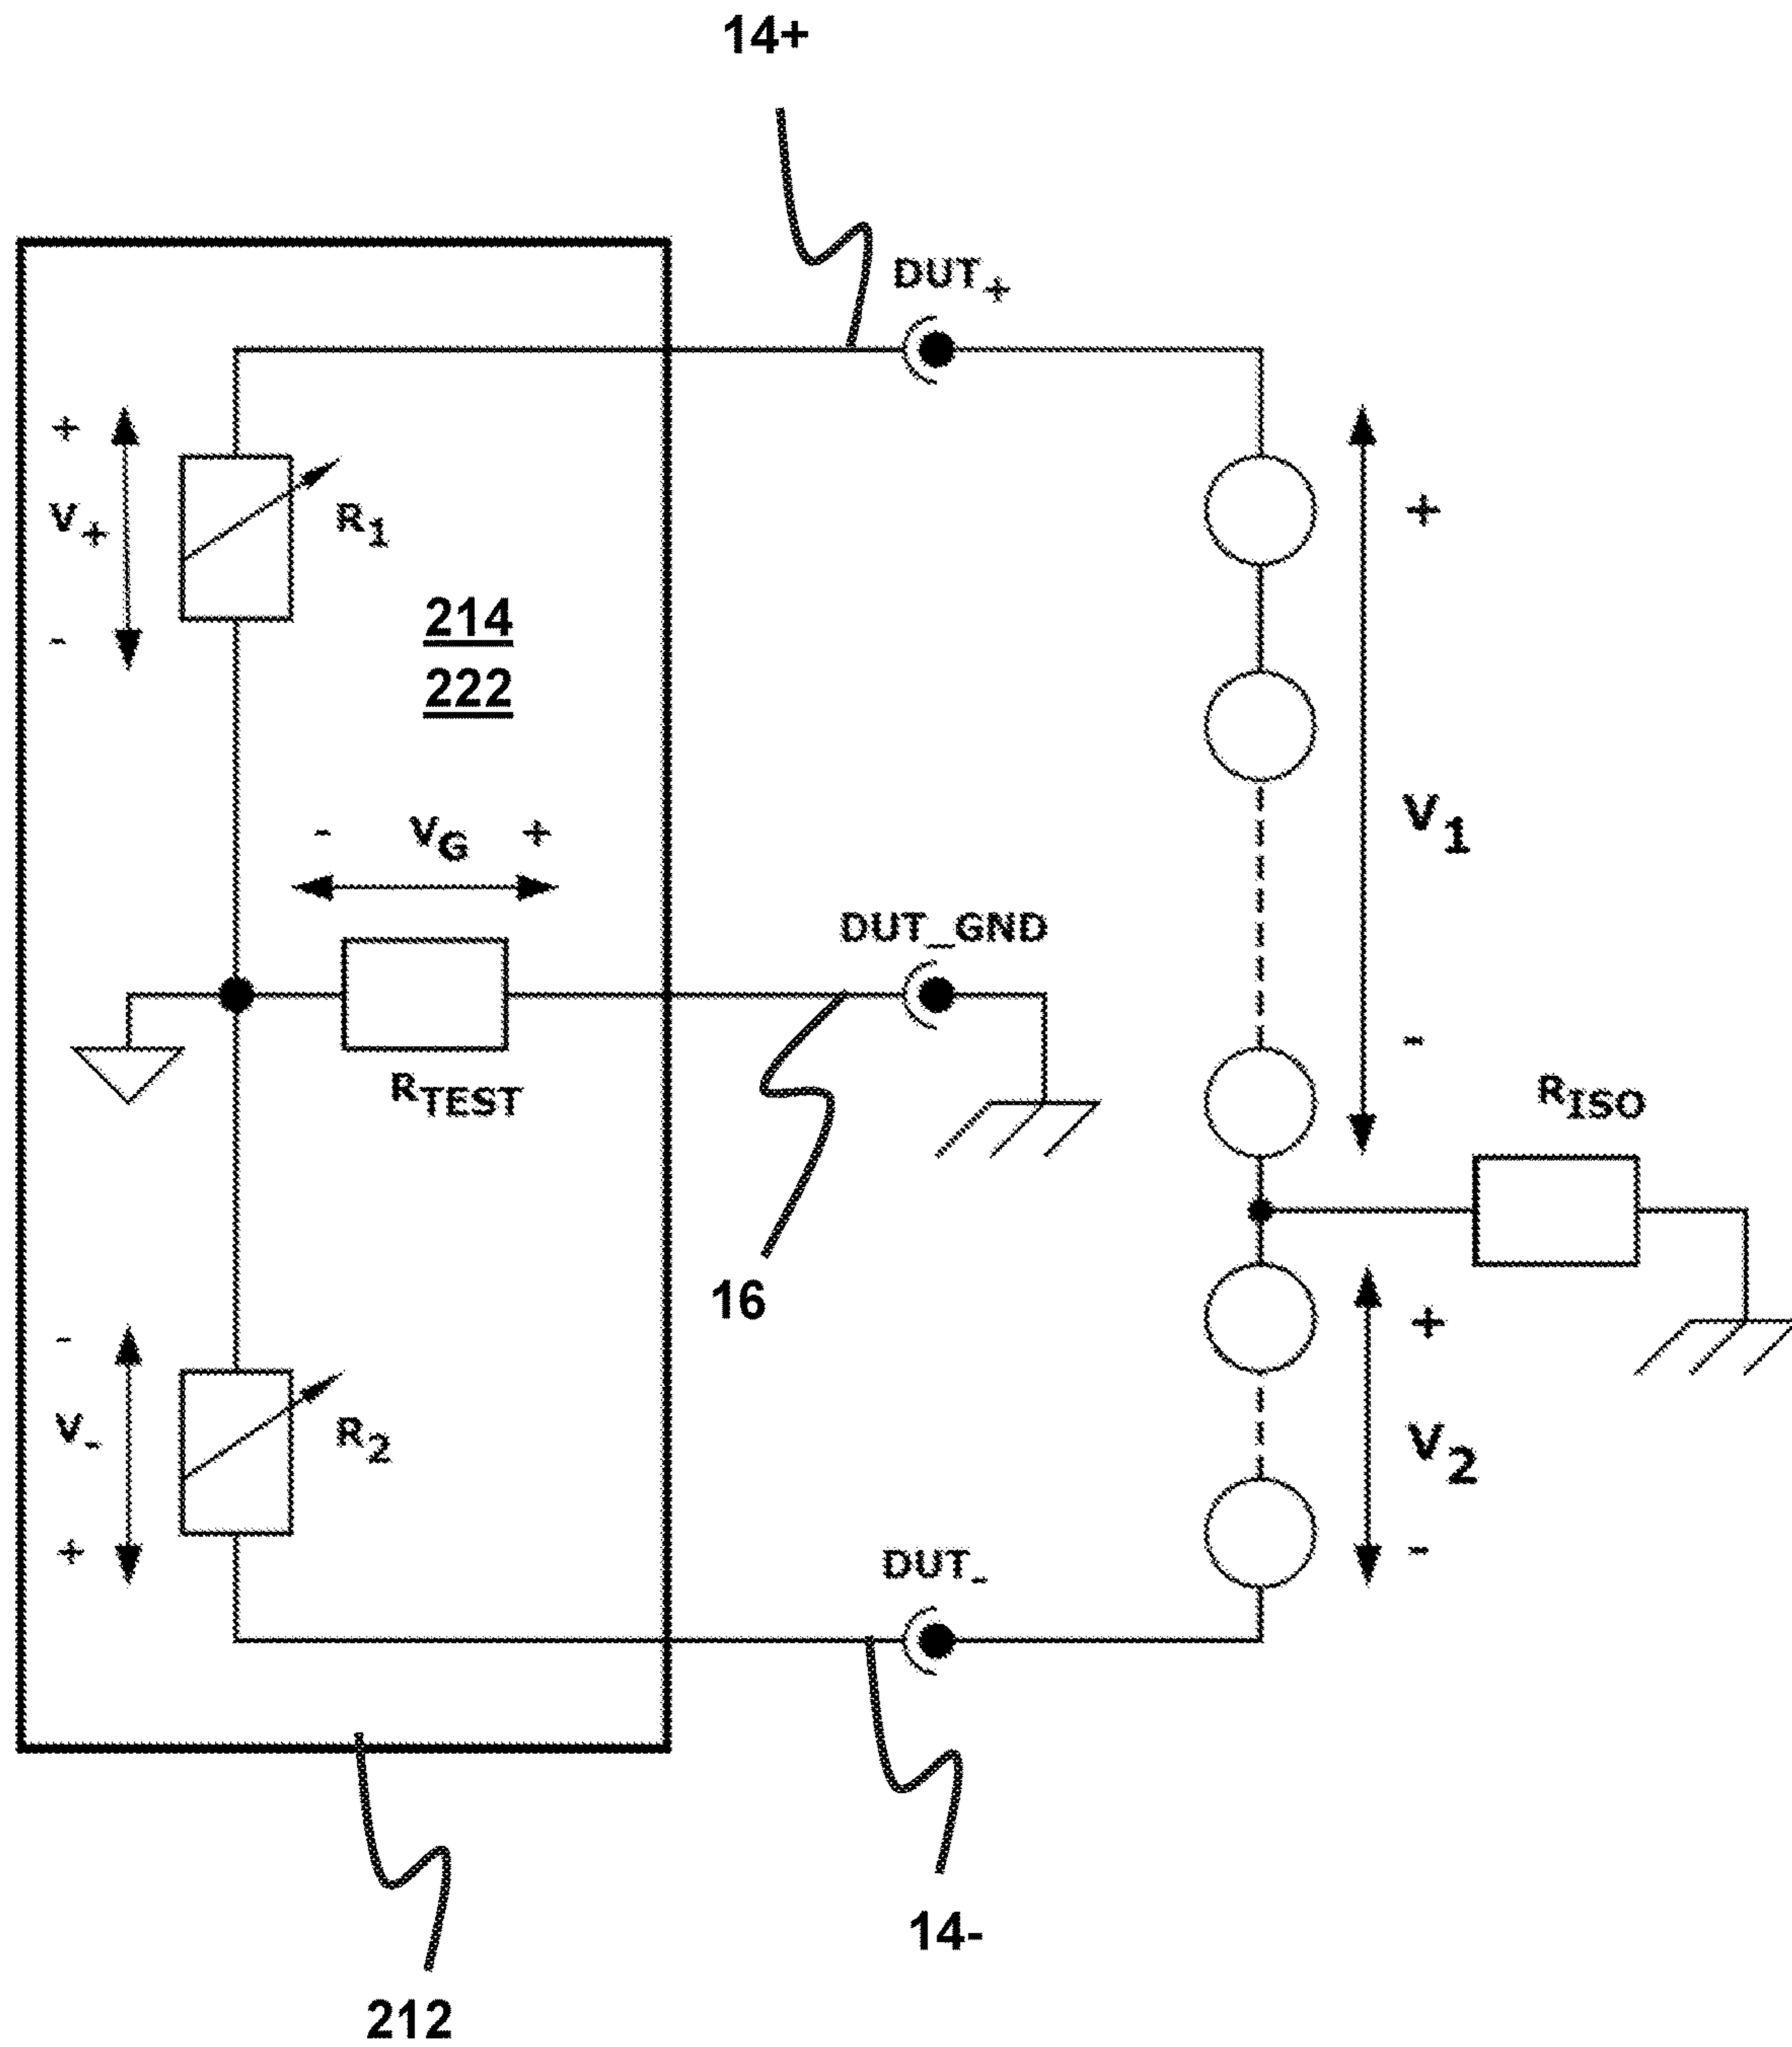 14+
DUT+
+
V+
-
R1
+
214
222
- VG +
V1
DUT_GND
-
RTEST
RISO
16
+
-
V-
+
R2
V2
DUT-
-
14-
212